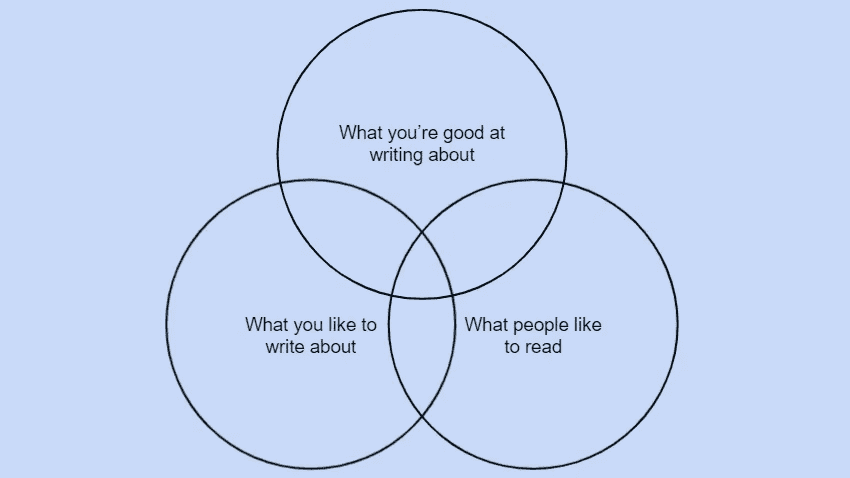 What you’re good at
writing about
What you like to
write about
What people like
to read